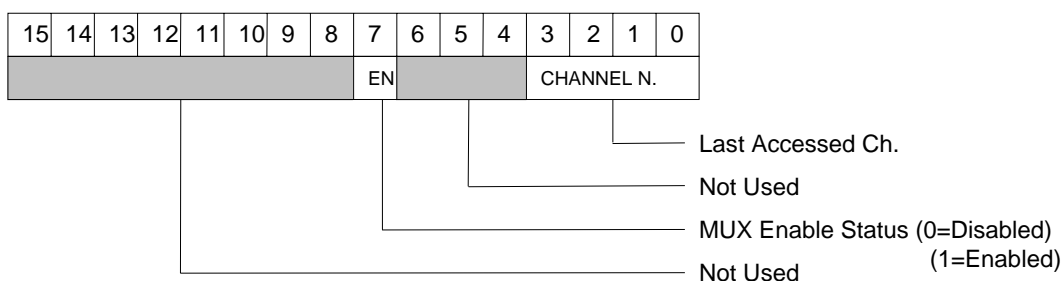 15 14 13 12 11 10 9 8 7 6 5 4 3 2 1 0
EN CHANNEL N.
Last Accessed Ch.
Not Used
MUX Enable Status (0=Disabled)
(1=Enabled)
Not Used